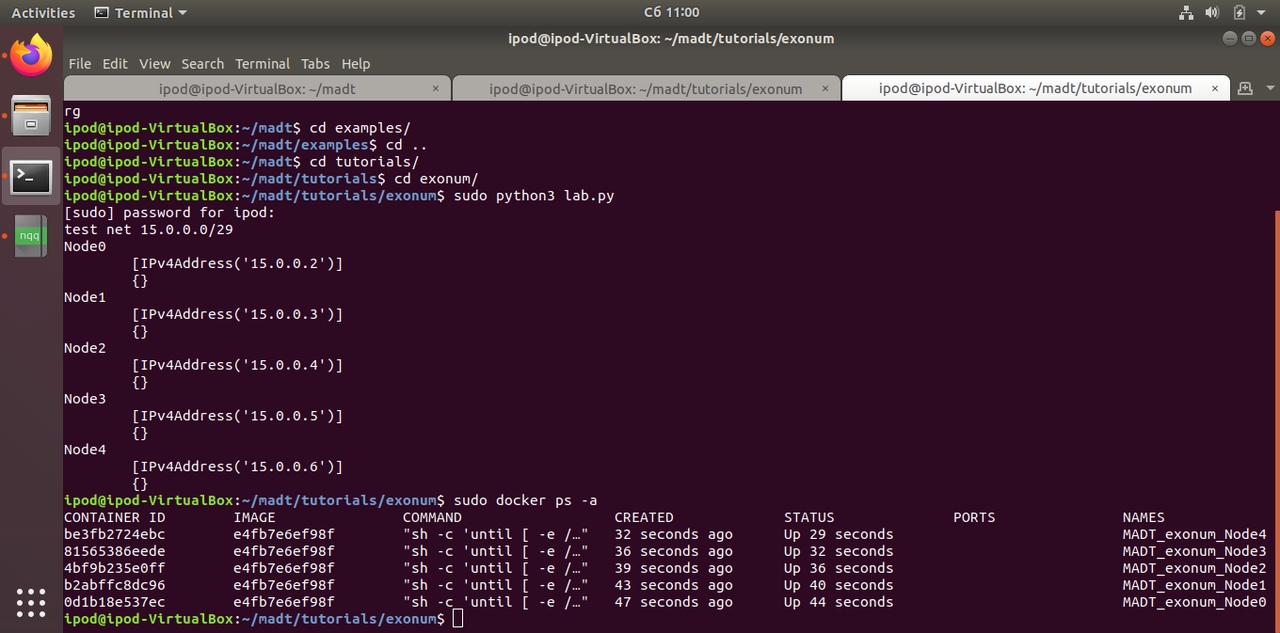 Activities Terminal Сб 11:00
ipod@ipod-VirtualBox: ~/madt/tutorials/exonum
File Edit View Search Terminal Tabs Help
ipod@ipod-VirtualBox: ~/madt × ipod@ipod-VirtualBox: ~/madt/tutorials/exonum × ipod@ipod-VirtualBox: ~/madt/tutorials/exonum ×
rg
ipod@ipod-VirtualBox:~/madt$ cd examples/
ipod@ipod-VirtualBox:~/madt/examples$ cd ..
ipod@ipod-VirtualBox:~/madt$ cd tutorials/
ipod@ipod-VirtualBox:~/madt/tutorials$ cd exonum/
ipod@ipod-VirtualBox:~/madt/tutorials/exonum$ sudo python3 lab.py
[sudo] password for ipod:
test net 15.0.0.0/29
Node0
[IPv4Address('15.0.0.2')]
{}
Node1
[IPv4Address('15.0.0.3')]
{}
Node2
[IPv4Address('15.0.0.4')]
{}
Node3
[IPv4Address('15.0.0.5')]
{}
Node4
[IPv4Address('15.0.0.6')]
{}
ipod@ipod-VirtualBox:~/madt/tutorials/exonum$ sudo docker ps -a
CONTAINER ID IMAGE COMMAND CREATED STATUS PORTS NAMES
be3fb2724ebc e4fb7e6ef98f "sh -c 'until [ -e /…" 32 seconds ago Up 29 seconds MADT_exonum_Node4
81565386eede e4fb7e6ef98f "sh -c 'until [ -e /…" 36 seconds ago Up 32 seconds MADT_exonum_Node3
4bf9b235e0ff e4fb7e6ef98f "sh -c 'until [ -e /…" 39 seconds ago Up 36 seconds MADT_exonum_Node2
b2abffc8dc96 e4fb7e6ef98f "sh -c 'until [ -e /…" 43 seconds ago Up 40 seconds MADT_exonum_Node1
0d1b18e537ec e4fb7e6ef98f "sh -c 'until [ -e /…" 47 seconds ago Up 44 seconds MADT_exonum_Node0
ipod@ipod-VirtualBox:~/madt/tutorials/exonum$
nqq